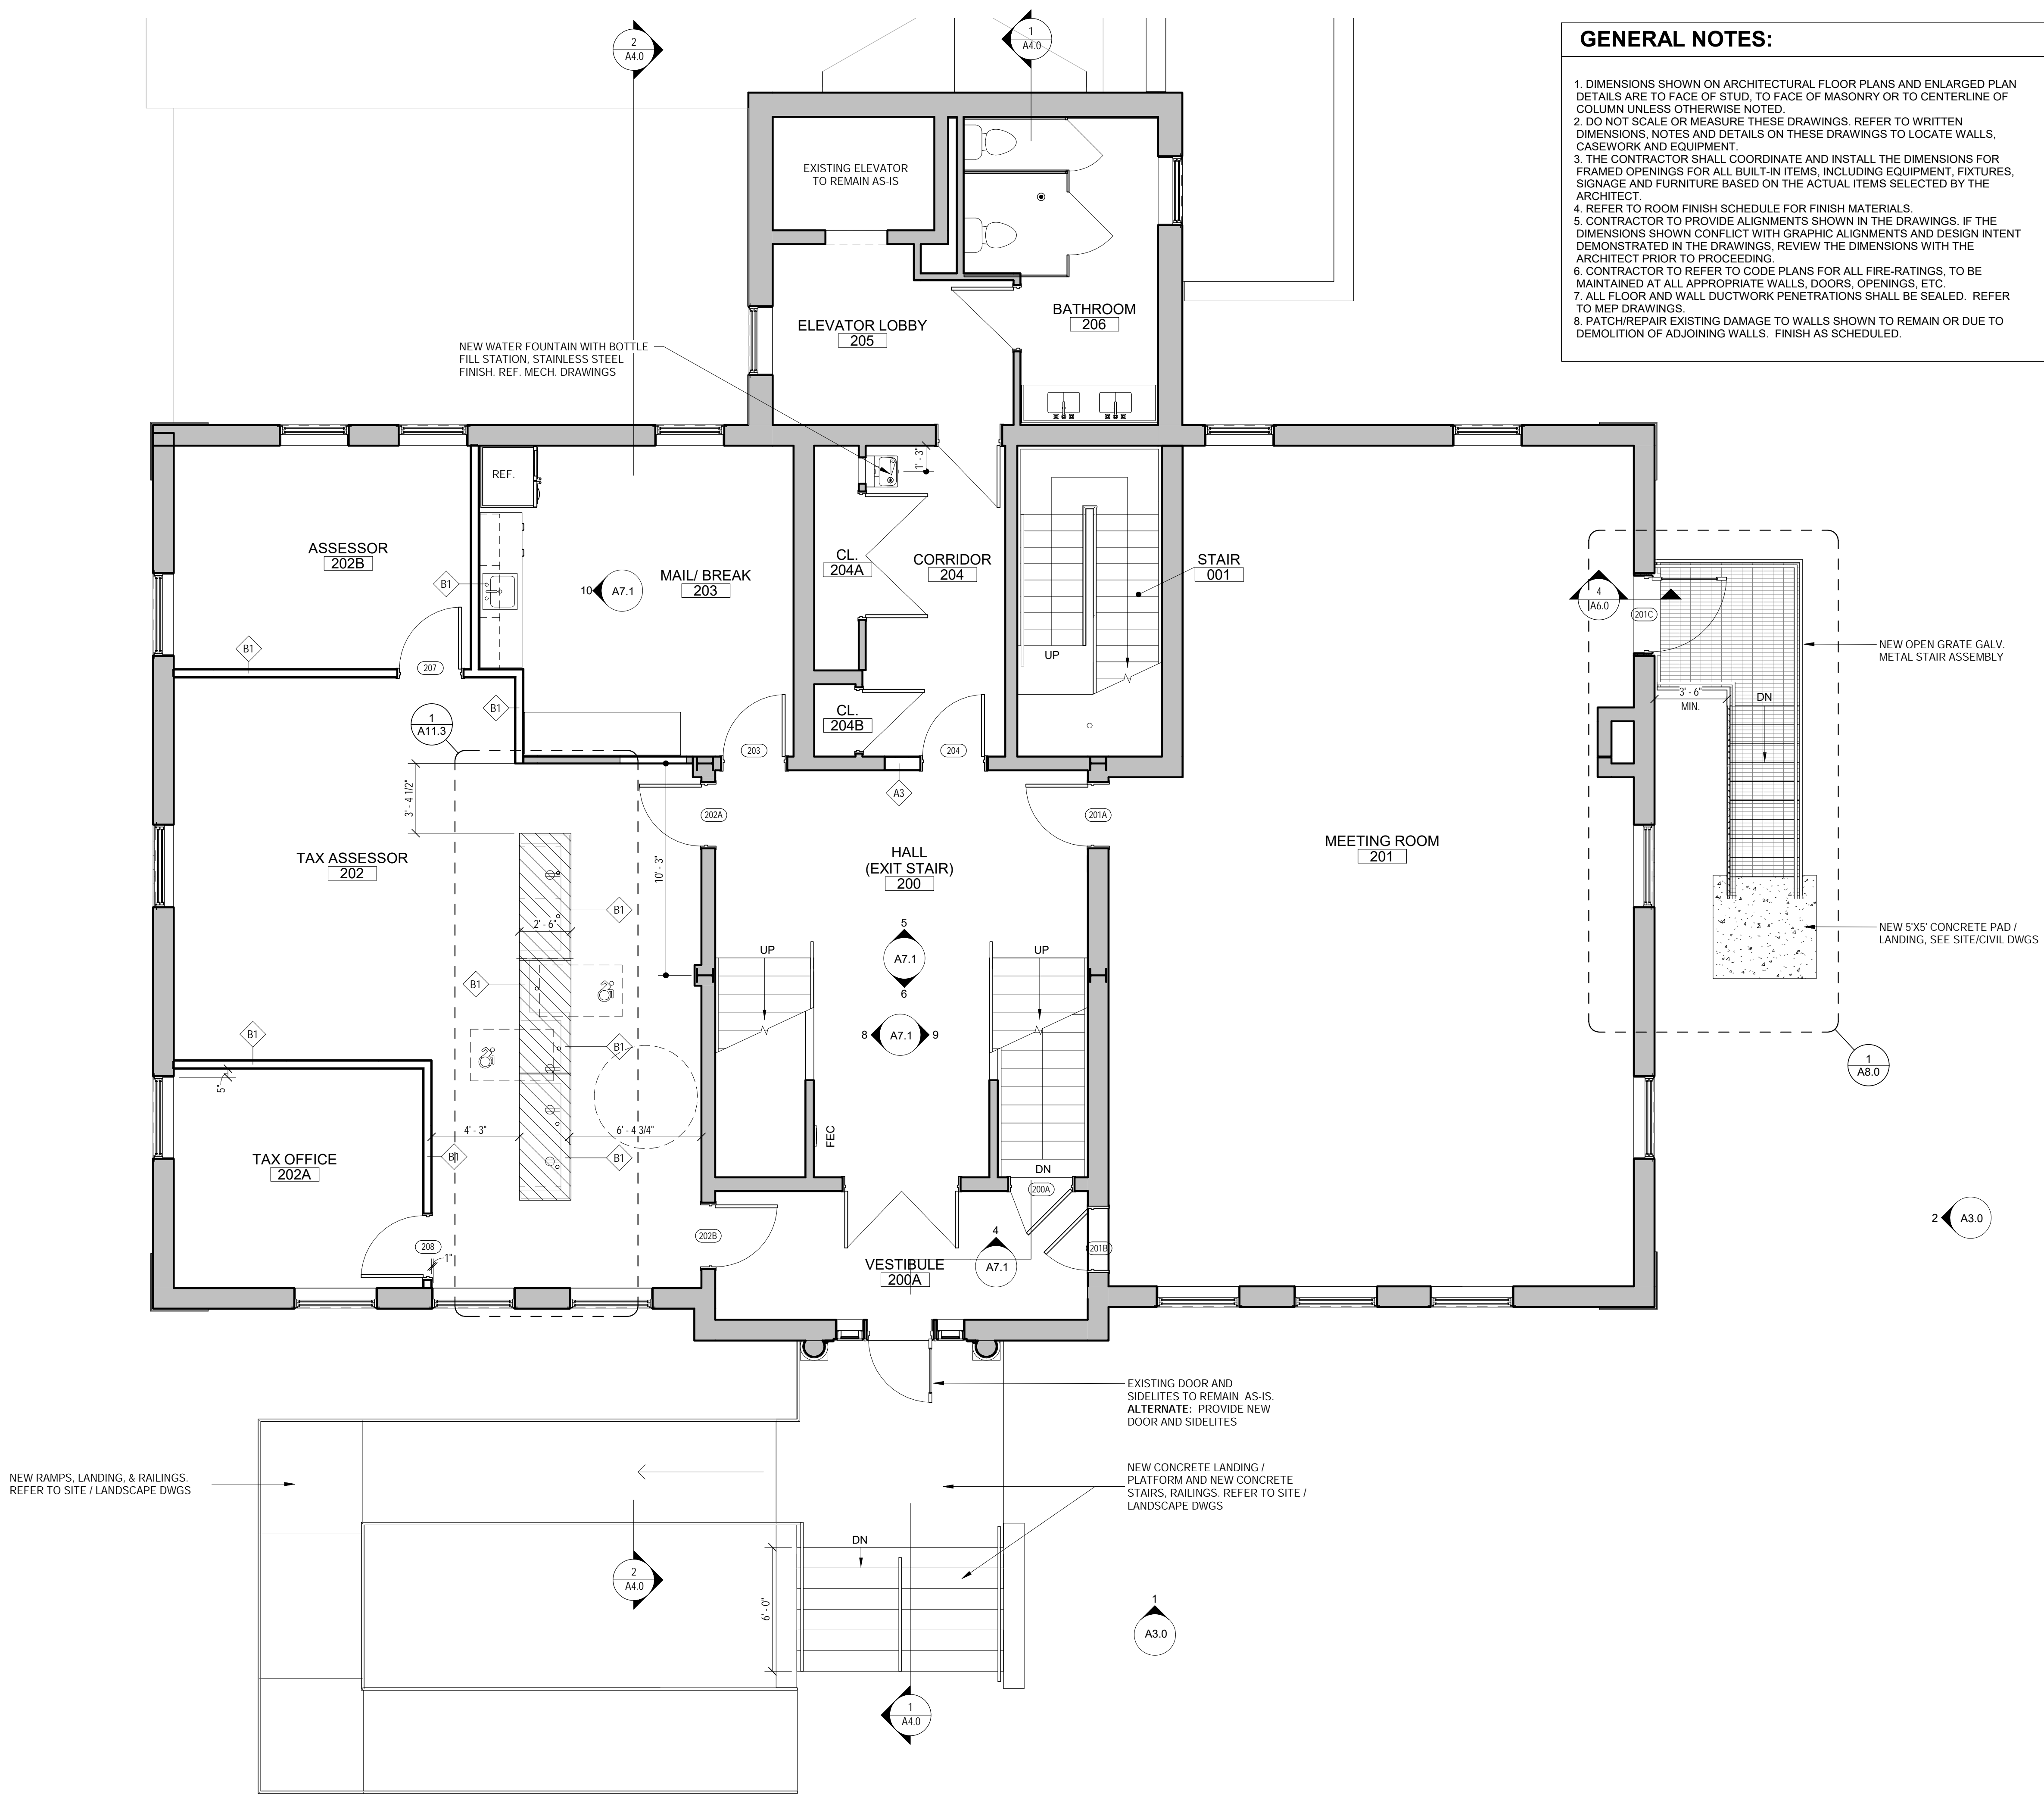 GENERAL NOTES:
1. DIMENSIONS SHOWN ON ARCHITECTURAL FLOOR PLANS AND ENLARGED PLAN
DETAILS ARE TO FACE OF STUD, TO FACE OF MASONRY OR TO CENTERLINE OF
COLUMN UNLESS OTHERWISE NOTED.
2. DO NOT SCALE OR MEASURE THESE DRAWINGS. REFER TO WRITTEN
DIMENSIONS, NOTES AND DETAILS ON THESE DRAWINGS TO LOCATE WALLS,
CASEWORK AND EQUIPMENT.
3. THE CONTRACTOR SHALL COORDINATE AND INSTALL THE DIMENSIONS FOR
FRAMED OPENINGS FOR ALL BUILT-IN ITEMS, INCLUDING EQUIPMENT, FIXTURES,
SIGNAGE AND FURNITURE BASED ON THE ACTUAL ITEMS SELECTED BY THE
ARCHITECT.
4. REFER TO ROOM FINISH SCHEDULE FOR FINISH MATERIALS.
5. CONTRACTOR TO PROVIDE ALIGNMENTS SHOWN IN THE DRAWINGS. IF THE
DIMENSIONS SHOWN CONFLICT WITH GRAPHIC ALIGNMENTS AND DESIGN INTENT
DEMONSTRATED IN THE DRAWINGS, REVIEW THE DIMENSIONS WITH THE
ARCHITECT PRIOR TO PROCEEDING.
6. CONTRACTOR TO REFER TO CODE PLANS FOR ALL FIRE-RATINGS, TO BE
MAINTAINED AT ALL APPROPRIATE WALLS, DOORS, OPENINGS, ETC.
7. ALL FLOOR AND WALL DUCTWORK PENETRATIONS SHALL BE SEALED. REFER
TO MEP DRAWINGS.
8. PATCH/REPAIR EXISTING DAMAGE TO WALLS SHOWN TO REMAIN OR DUE TO
DEMOLITION OF ADJOINING WALLS. FINISH AS SCHEDULED.
2
A4.0
1
A4.0
EXISTING ELEVATOR
TO REMAIN AS-IS
BATHROOM
206
ELEVATOR LOBBY
205
NEW WATER FOUNTAIN WITH BOTTLE
FILL STATION, STAINLESS STEEL
FINISH. REF. MECH. DRAWINGS
1' - 3"
REF.
ASSESSOR
202B
B1
10
A7.1
MAIL/ BREAK
203
CL.
204A
CORRIDOR
204
STAIR
001
UP
4
A6.0
201C
NEW OPEN GRATE GALV.
METAL STAIR ASSEMBLY
B1
207
B1
1
A11.3
CL.
204B
203
204
A3
3' - 6"
MIN.
DN
3' - 4 1/2"
202A
201A
TAX ASSESSOR
202
10' - 3"
HALL
(EXIT STAIR)
200
MEETING ROOM
201
B1
2' - 6"
B1
B1
B1
UP
UP
5
A7.1
6
8
A7.1
9
NEW 5'X5' CONCRETE PAD /
LANDING, SEE SITE/CIVIL DWGS
1
A8.0
5"
4' - 3"
6' - 4 3/4"
FEC
TAX OFFICE
202A
B1
B1
DN
200A
202B
201B
208
1"
VESTIBULE
200A
4
A7.1
2
A3.0
EXISTING DOOR AND
SIDELITES TO REMAIN AS-IS.
ALTERNATE: PROVIDE NEW
DOOR AND SIDELITES
NEW RAMPS, LANDING, & RAILINGS.
REFER TO SITE / LANDSCAPE DWGS
NEW CONCRETE LANDING /
PLATFORM AND NEW CONCRETE
STAIRS, RAILINGS. REFER TO SITE /
LANDSCAPE DWGS
DN
6' - 0"
2
A4.0
1
A3.0
1
A4.0